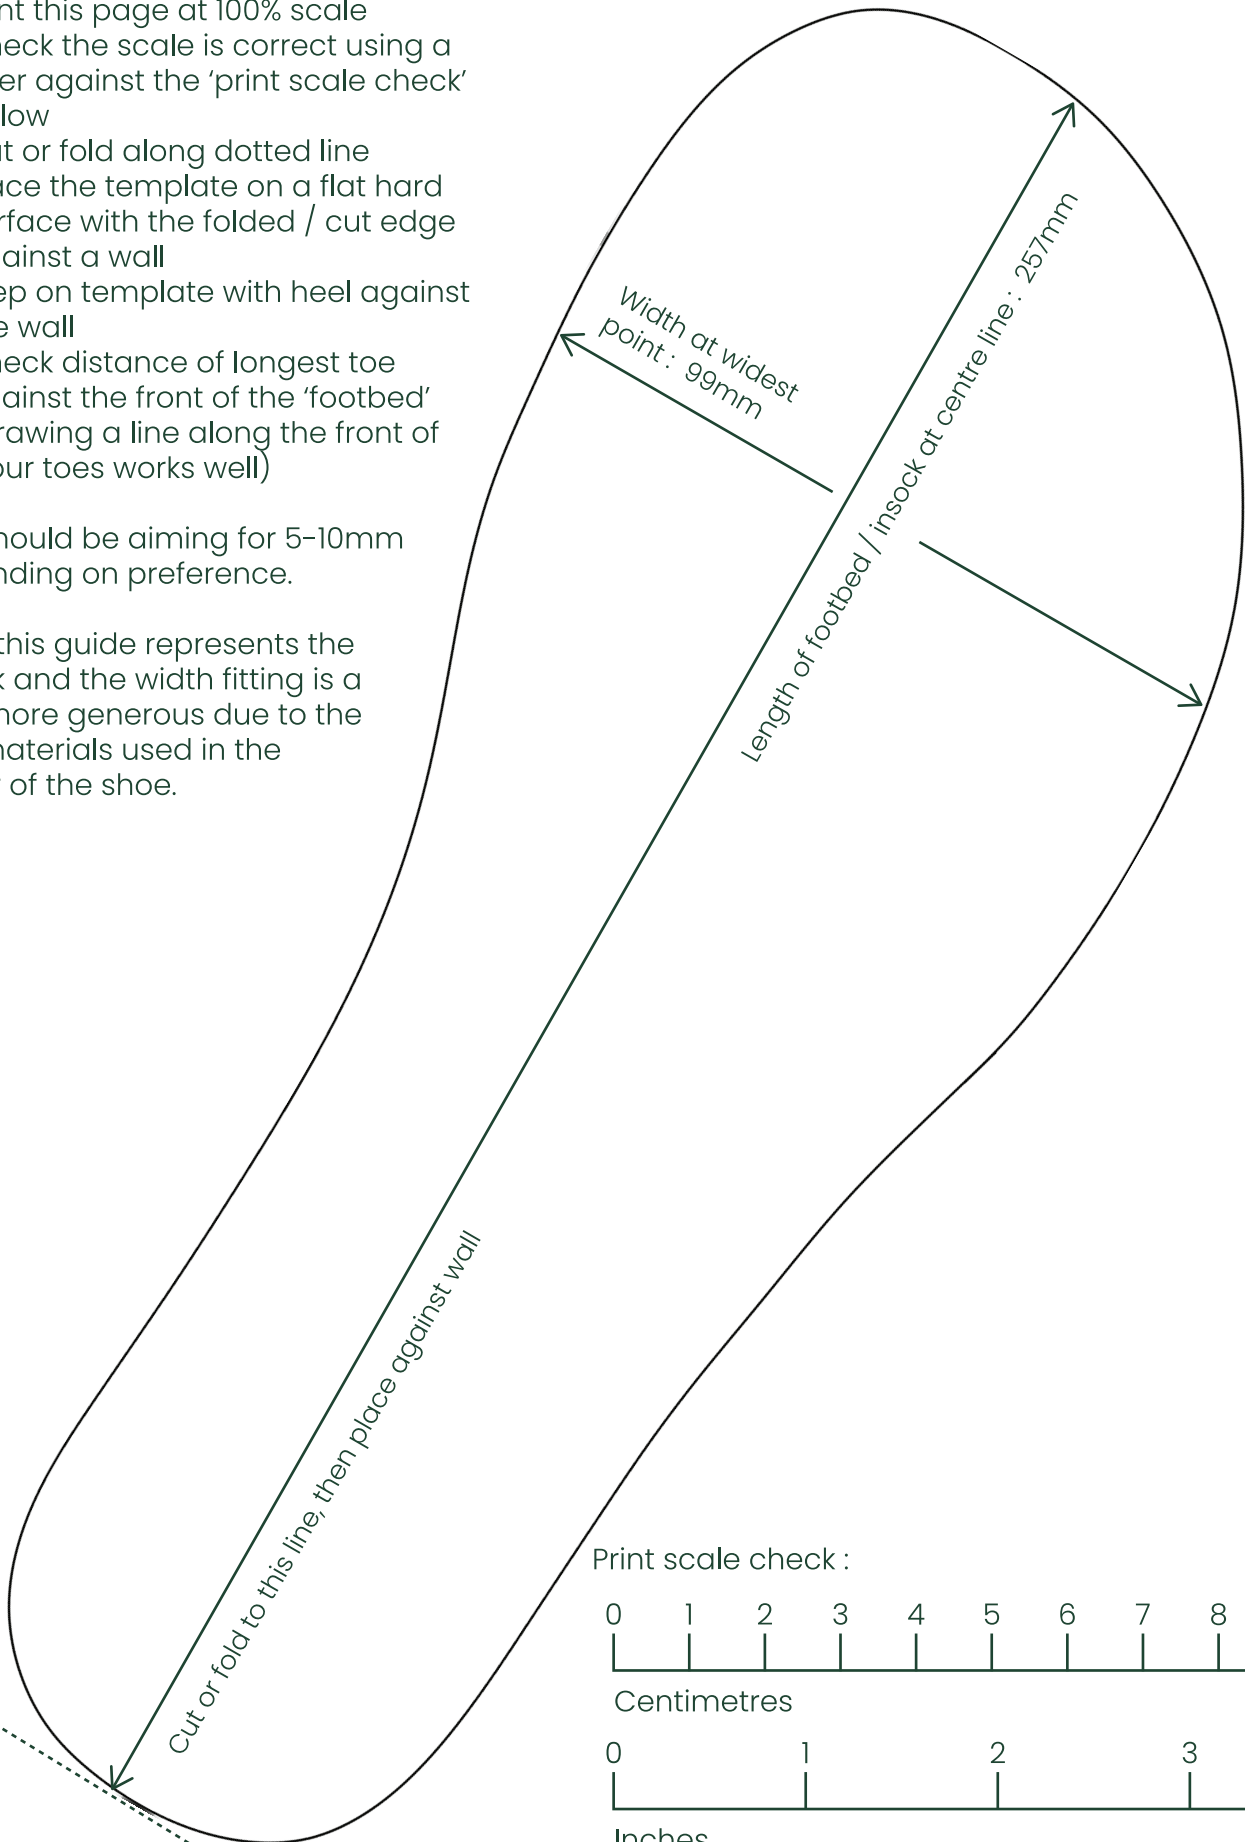 nt this page at 100% scale
eck the scale is correct using a
er against the ‘print scale check’
low
t or fold along dotted line
ace the template on a flat hard
rface with the folded / cut edge
ainst a wall
ep on template with heel against
e wall
eck distance of longest toe
ainst the front of the ‘footbed’
rawing a line along the front of
our toes works well)
hould be aiming for 5-10mm
nding on preference.
this guide represents the
k and the width fitting is a
more generous due to the
materials used in the
of the shoe.
Width at widest
point : 99mm
Length of footbed / insock at centre line : 257mm
Cut or fold to this line, then place against wall
Print scale check :
0 1 2 3 4 5 6 7 8
Centimetres
0 1 2 3
Inches